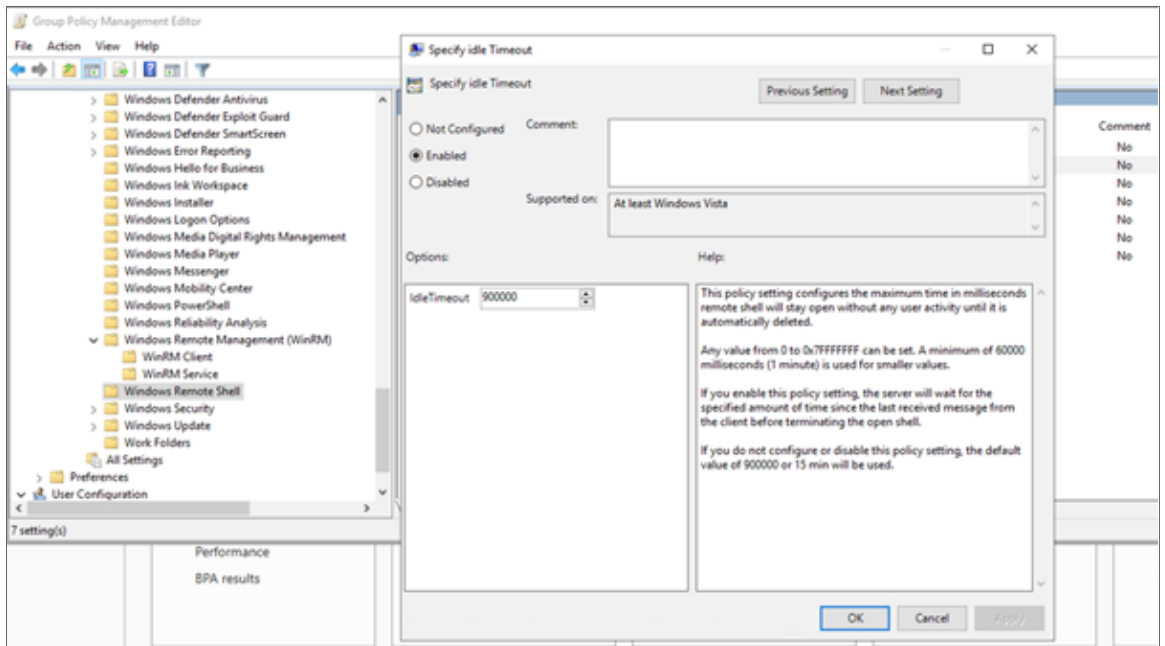 Group Policy Management Editor
File Action View Help
Windows Defender Antivirus
Windows Defender Exploit Guard
Windows Defender SmartScreen
Windows Error Reporting
Windows Hello for Business
Windows Ink Workspace
Windows Installer
Windows Logon Options
Windows Media Digital Rights Management
Windows Media Player
Windows Messenger
Windows Mobility Center
Windows PowerShell
Windows Reliability Analysis
Windows Remote Management (WinRM)
WinRM Client
WinRM Service
Windows Remote Shell
Windows Security
Windows Update
Work Folders
All Settings
Preferences
User Configuration
7 setting(s)
Performance
BPA results
Specify idle Timeout
Specify idle Timeout
Previous Setting Next Setting
Not Configured
Enabled
Disabled
Comment:
Supported on:
At least Windows Vista
Options:
Help:
IdleTimeout 900000
This policy setting configures the maximum time in milliseconds
remote shell will stay open without any user activity until it is
automatically deleted.
Any value from 0 to 0x7FFFFFFF can be set. A minimum of 60000
milliseconds (1 minute) is used for smaller values.
If you enable this policy setting, the server will wait for the
specified amount of time since the last received message from
the client before terminating the open shell.
If you do not configure or disable this policy setting, the default
value of 900000 or 15 min will be used.
OK Cancel Apply
Comment
No
No
No
No
No
No
No